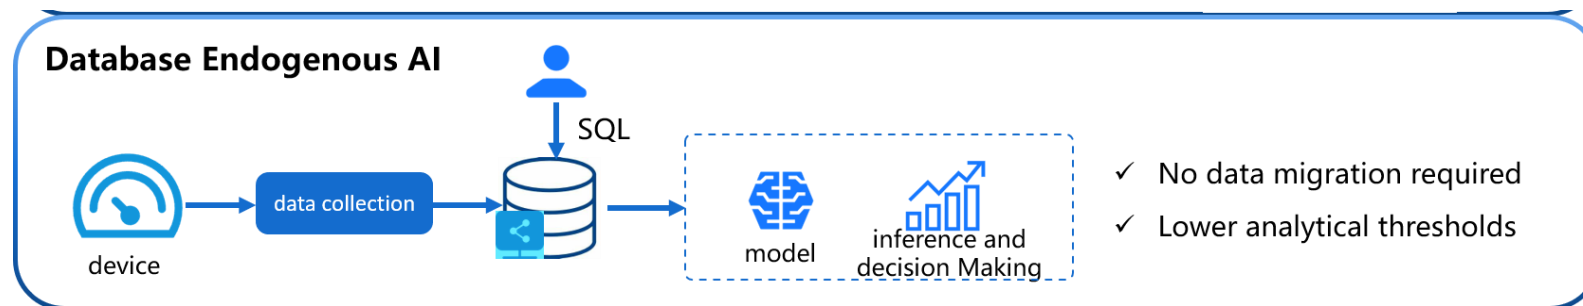 Database Endogenous AI
SQL
data collection
device
model
inference and
decision Making
No data migration required
Lower analytical thresholds